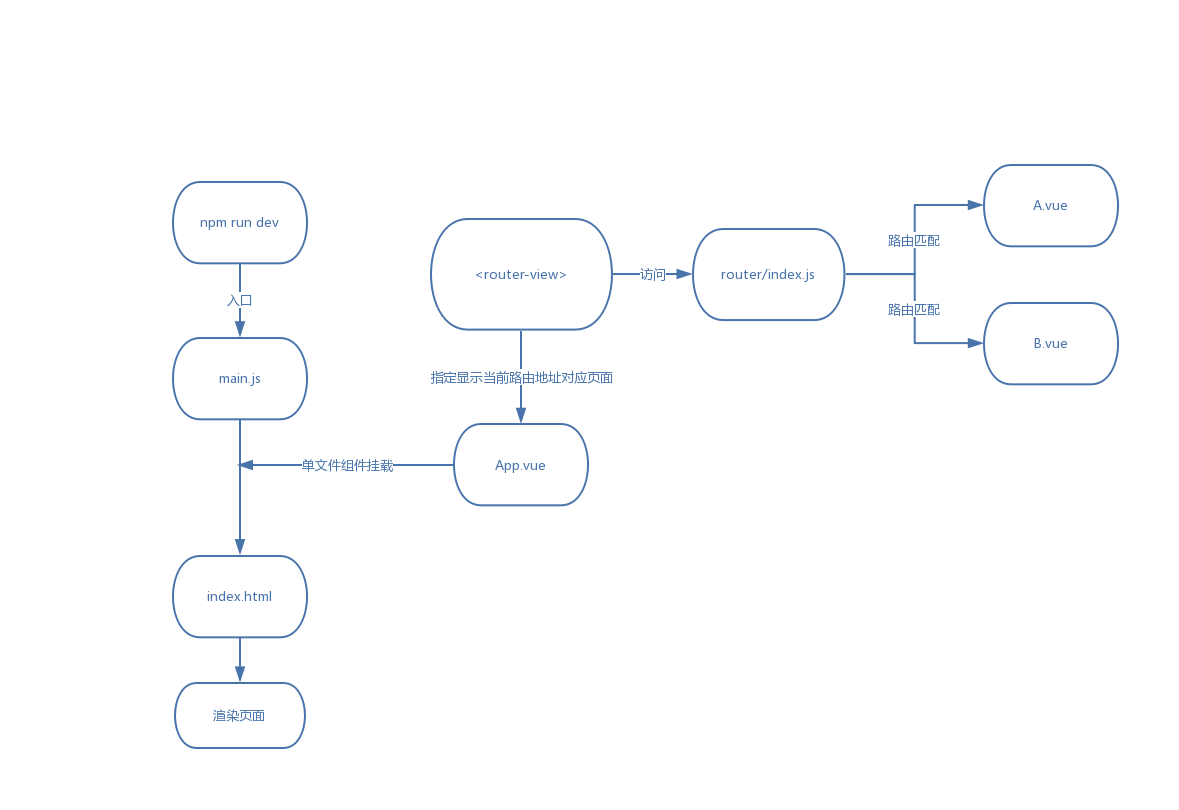 npm run dev
入口
main.js
<router-view>
访问
router/index.js
路由匹配
A.vue
路由匹配
B.vue
指定显示当前路由地址对应页面
App.vue
单文件组件挂载
index.html
渲染页面